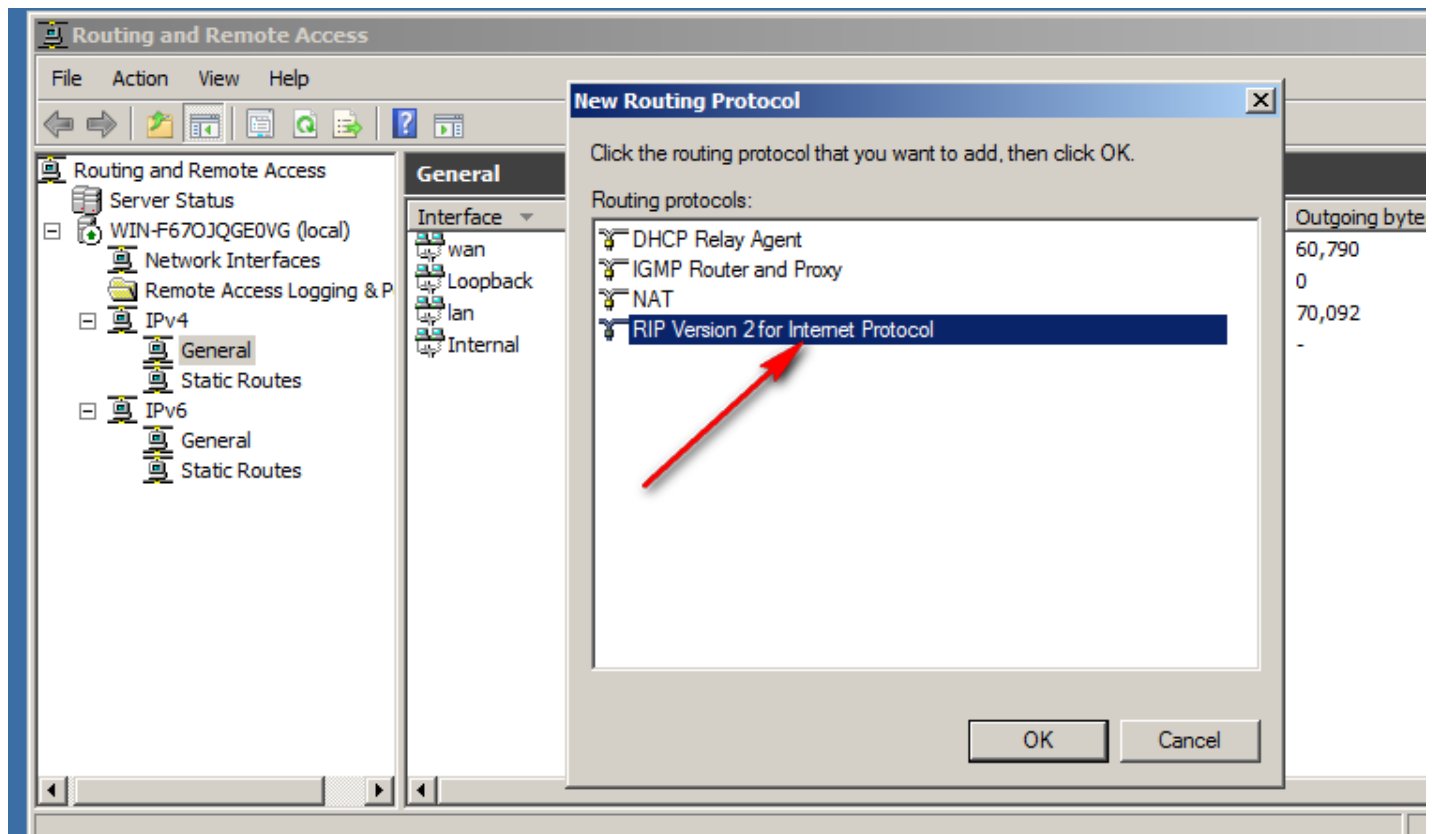 Routing and Remote Access
File Action View Help
Routing and Remote Access
Server Status
WIN-F67OJQGE0VG (local)
Network Interfaces
Remote Access Logging & P
IPv4
General
Static Routes
IPv6
General
Static Routes
General
Interface
wan
Loopback
lan
Internal
New Routing Protocol
Click the routing protocol that you want to add, then click OK.
Routing protocols:
DHCP Relay Agent
IGMP Router and Proxy
NAT
RIP Version 2 for Internet Protocol
OK Cancel
Outgoing byte
60,790
0
70,092
-